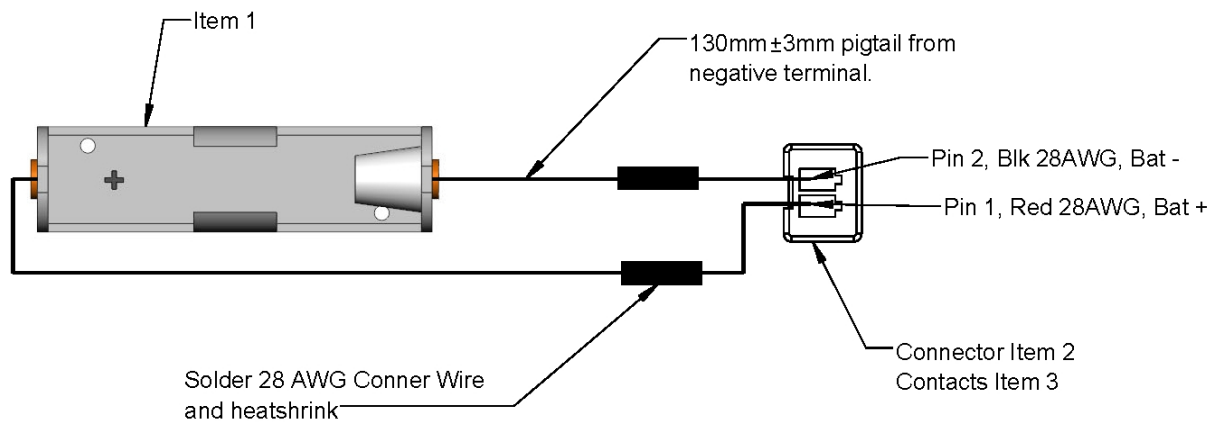 Item 1
130mm±3mm pigtail from
negative terminal.
Pin 2, Blk 28AWG, Bat -
Pin 1, Red 28AWG, Bat +
Connector Item 2
Contacts Item 3
Solder 28 AWG Conner Wire
and heatshrink